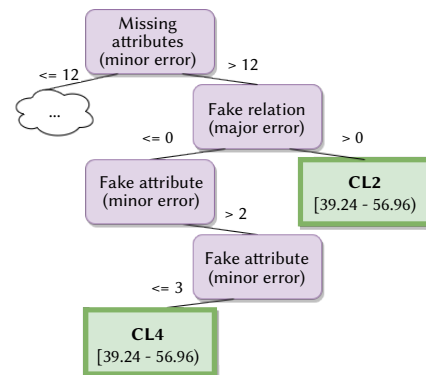 Missing
attributes
(minor error)
<= 12
> 12
...
Fake relation
(major error)
<= 0
> 0
Fake attribute
(minor error)
CL2
[39.24 - 56.96)
> 2
Fake attribute
(minor error)
<= 3
CL4
[39.24 - 56.96)